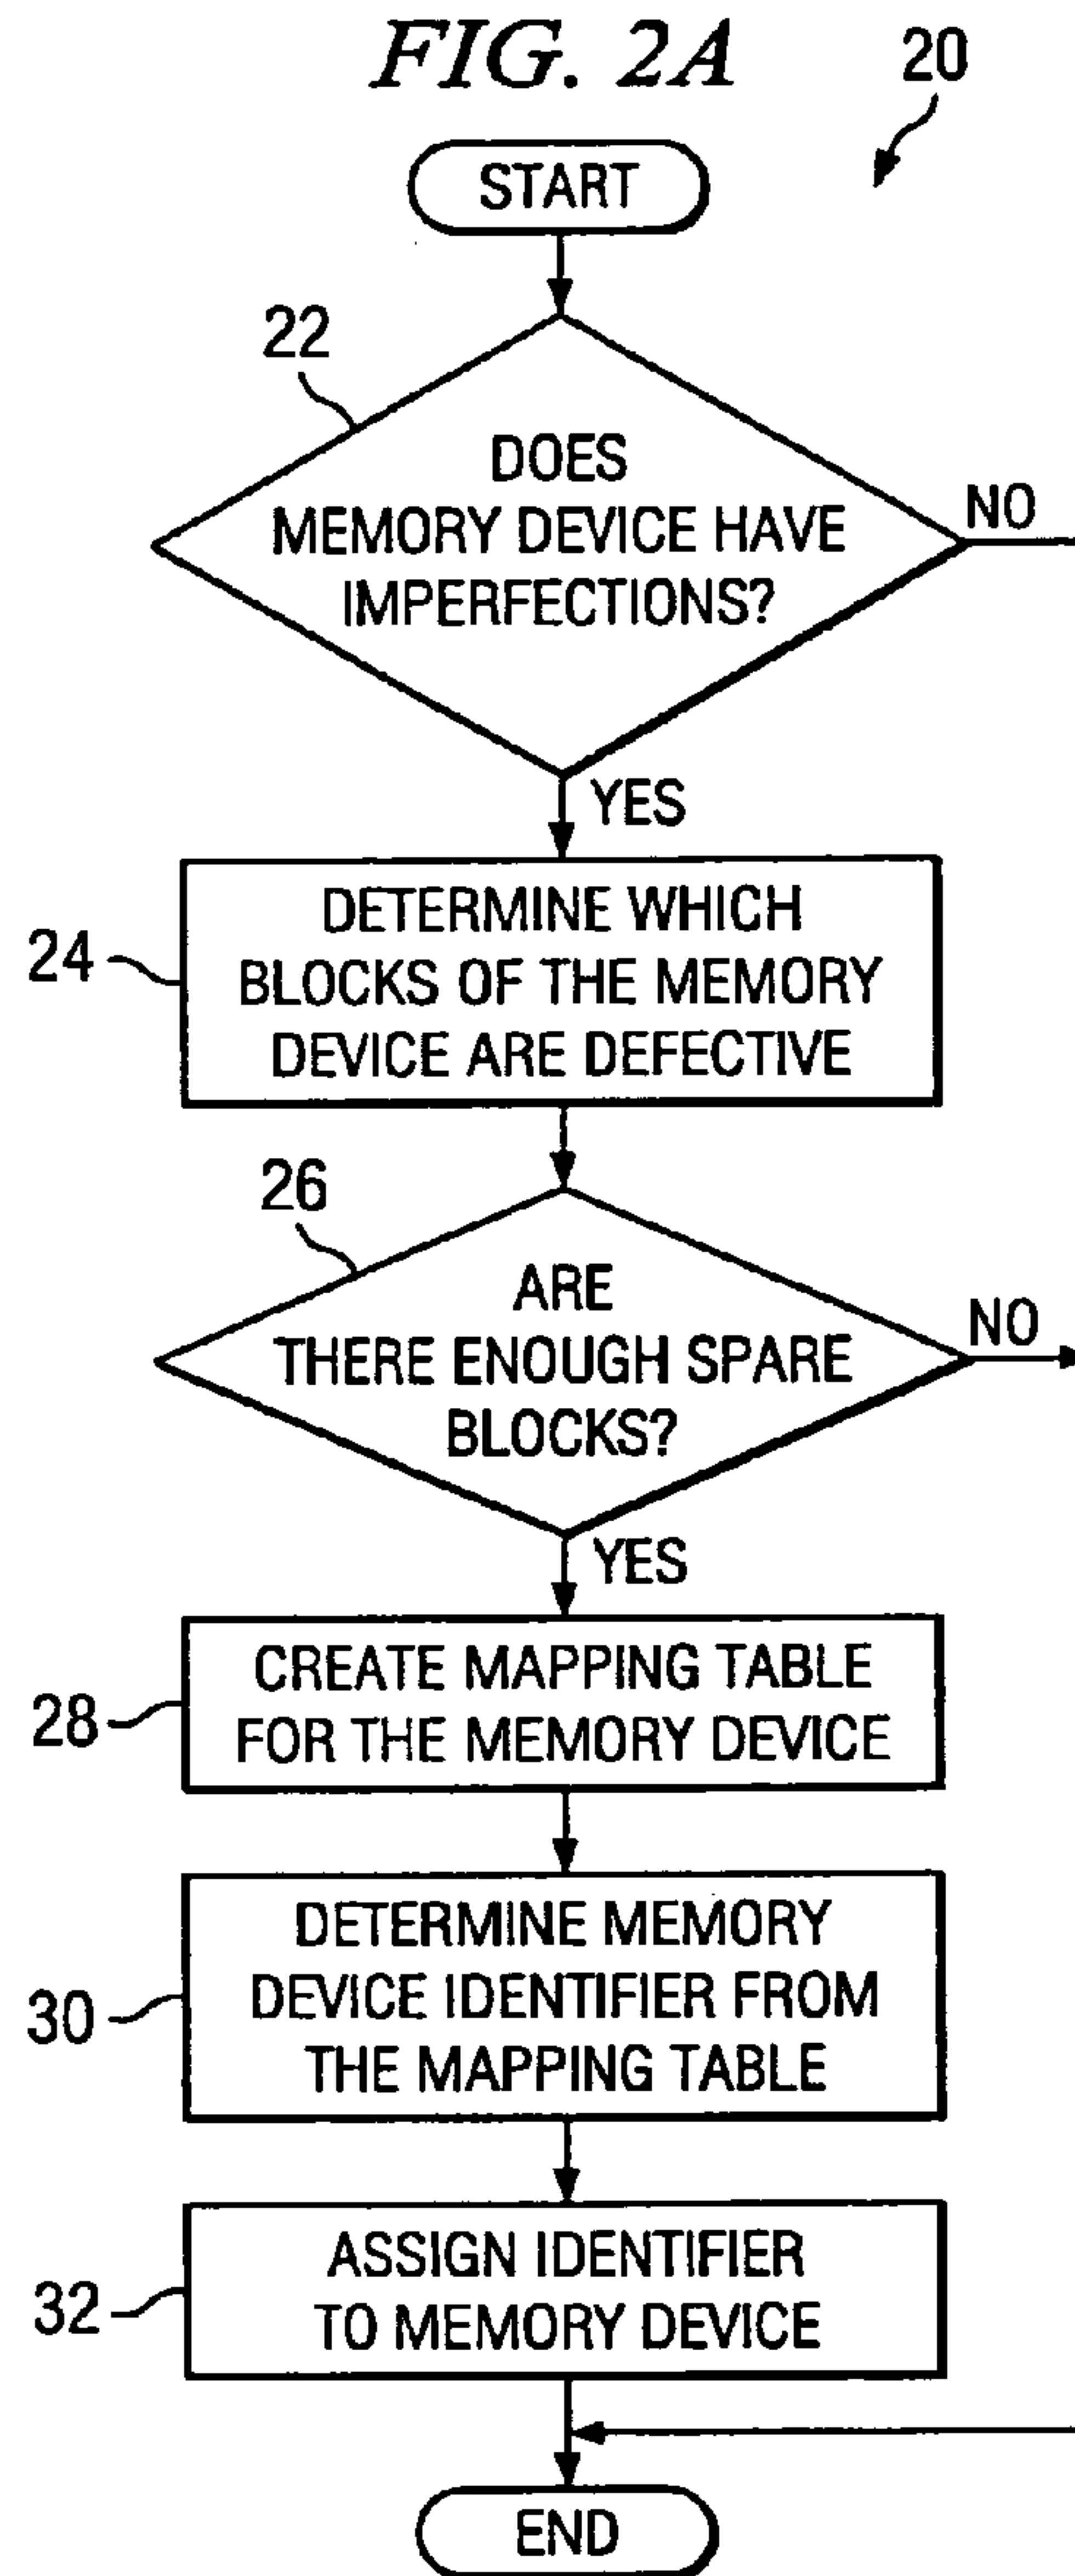 FIG. 2A
20
START
22
DOES
MEMORY DEVICE HAVE
IMPERFECTIONS?
NO
YES
24
DETERMINE WHICH
BLOCKS OF THE MEMORY
DEVICE ARE DEFECTIVE
26
ARE
THERE ENOUGH SPARE
BLOCKS?
NO
YES
28
CREATE MAPPING TABLE
FOR THE MEMORY DEVICE
30
DETERMINE MEMORY
DEVICE IDENTIFIER FROM
THE MAPPING TABLE
32
ASSIGN IDENTIFIER
TO MEMORY DEVICE
END